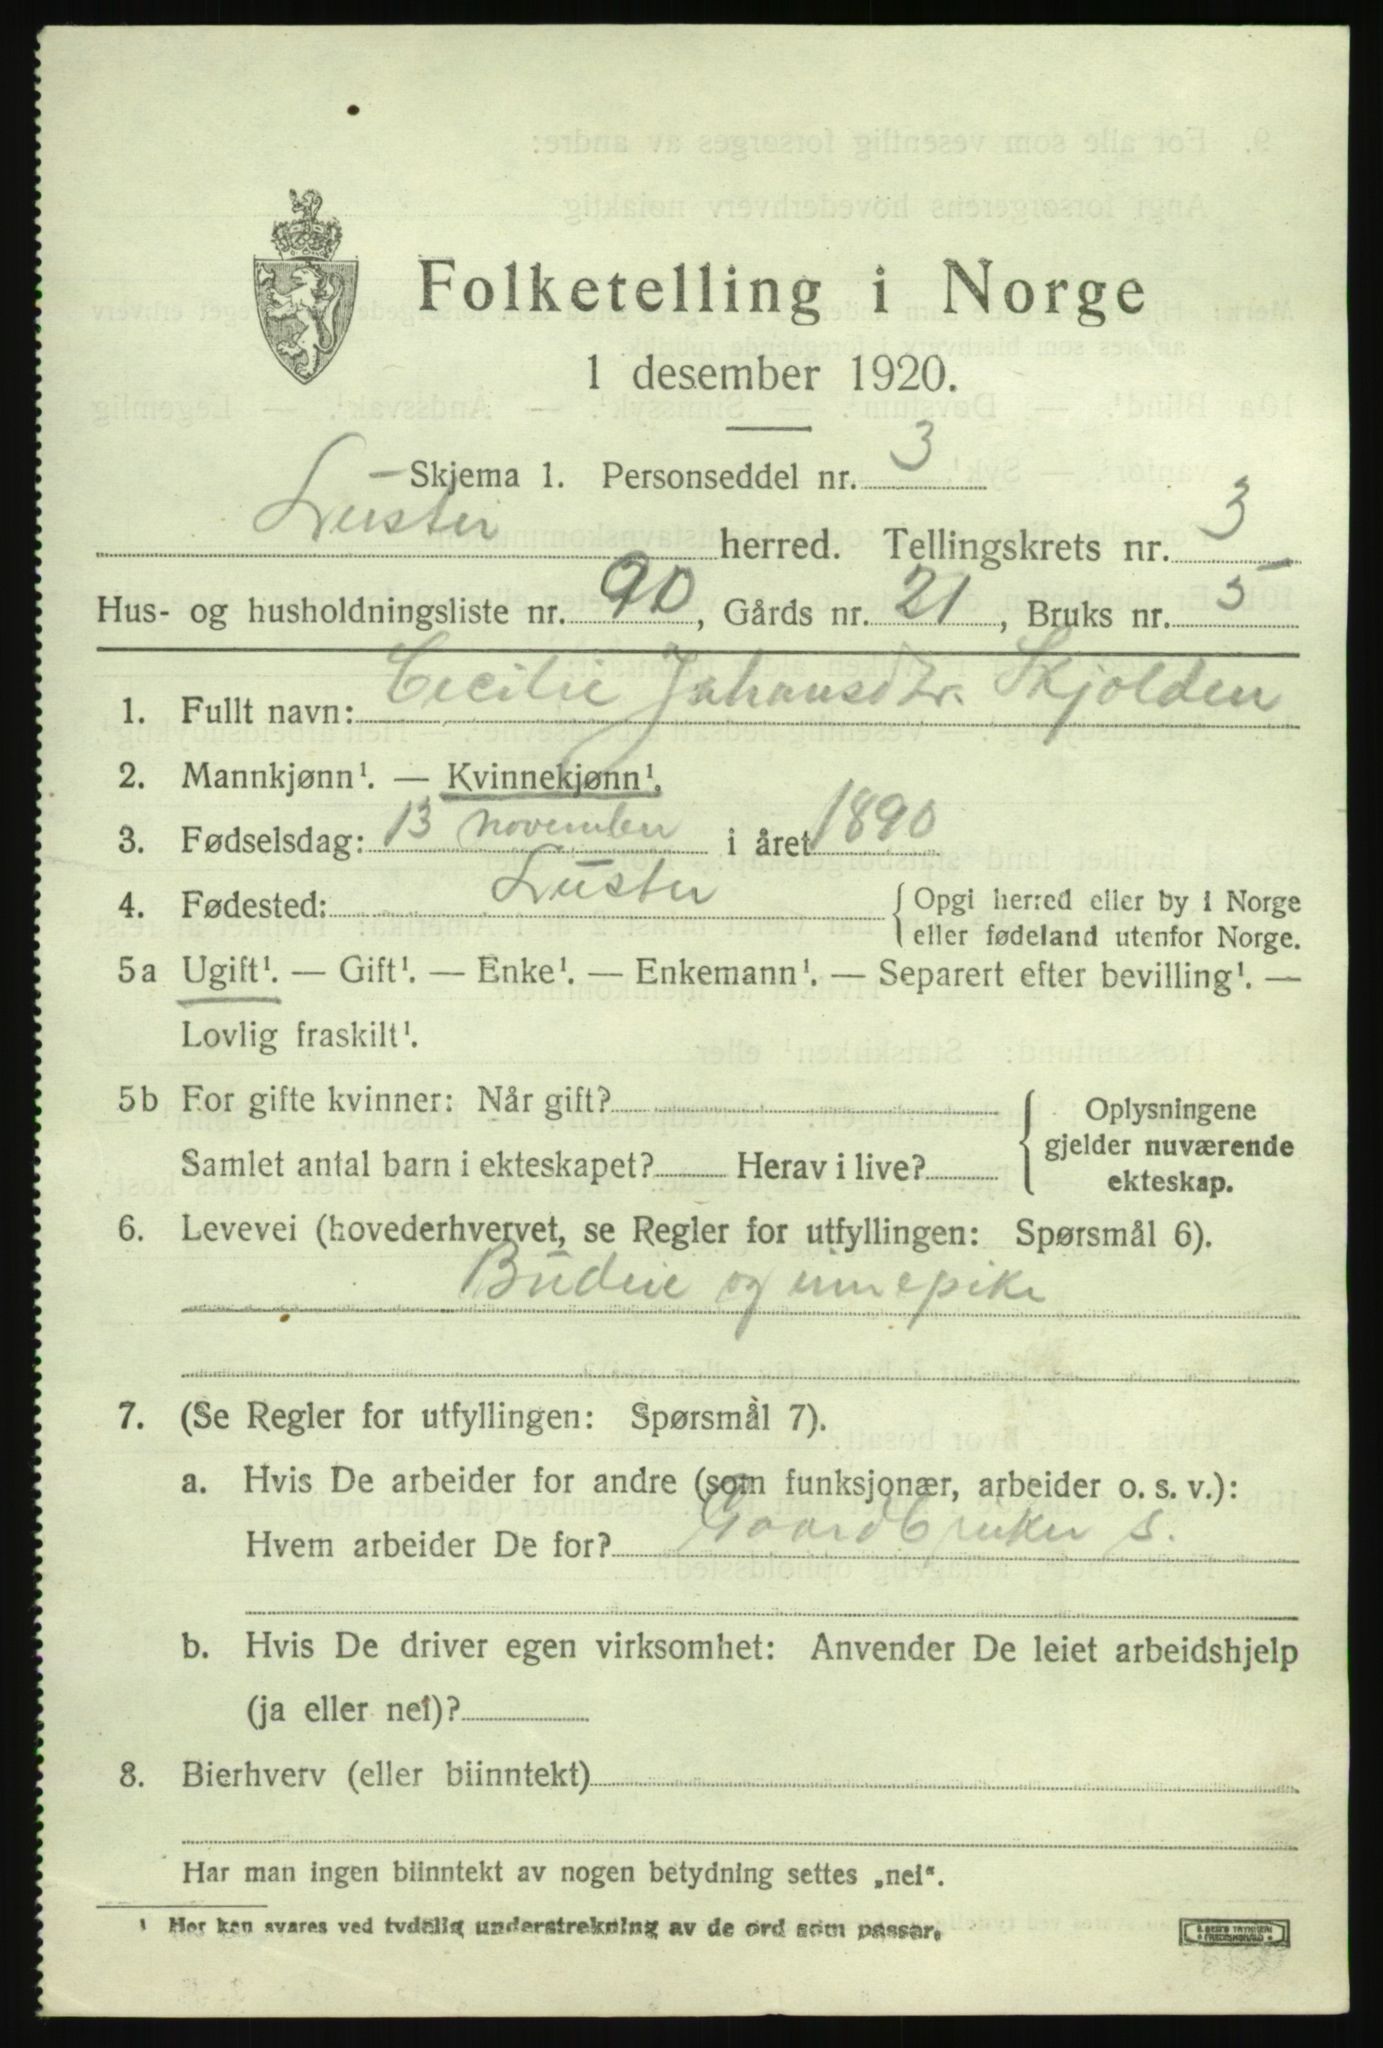 Folketelling i Norge
1 desember 1920.
Skjema 1. Personseddel nr. 3
Luster herred. Tellingskrets nr. 3
Hus- og husholdningsliste nr. 90, Gårds nr. 21, Bruks nr. 5
1. Fullt navn: Cecilie Johansdtr. Skjolden
2. Mannkjønn¹. — Kvinnekjønn¹.
3. Fødselsdag: 13 november i året 1890
4. Fødested: Luster { Opgi herred eller by i Norge
eller fødeland utenfor Norge.
5a Ugift¹. — Gift¹. — Enke¹. — Enkemann¹. — Separert efter bevilling¹. —
Lovlig fraskilt¹.
5b For gifte kvinner: Når gift? { Oplysningene
gjelder nuværende
Samlet antal barn i ekteskapet? Herav i live? ekteskap.
6. Levevei (hovederhvervet, se Regler for utfyllingen: Spørsmål 6).
Budeie og innepike
7. (Se Regler for utfyllingen: Spørsmål 7).
a. Hvis De arbeider for andre (som funksjonær, arbeider o. s. v.):
Hvem arbeider De for? Gaardbruker s.
b. Hvis De driver egen virksomhet: Anvender De leiet arbeidshjelp
(ja eller nei)?
8. Bierhverv (eller biinntekt)
Har man ingen biinntekt av nogen betydning settes „nei“.
¹ Her kan svares ved tydelig understrekning av de ord som passer.